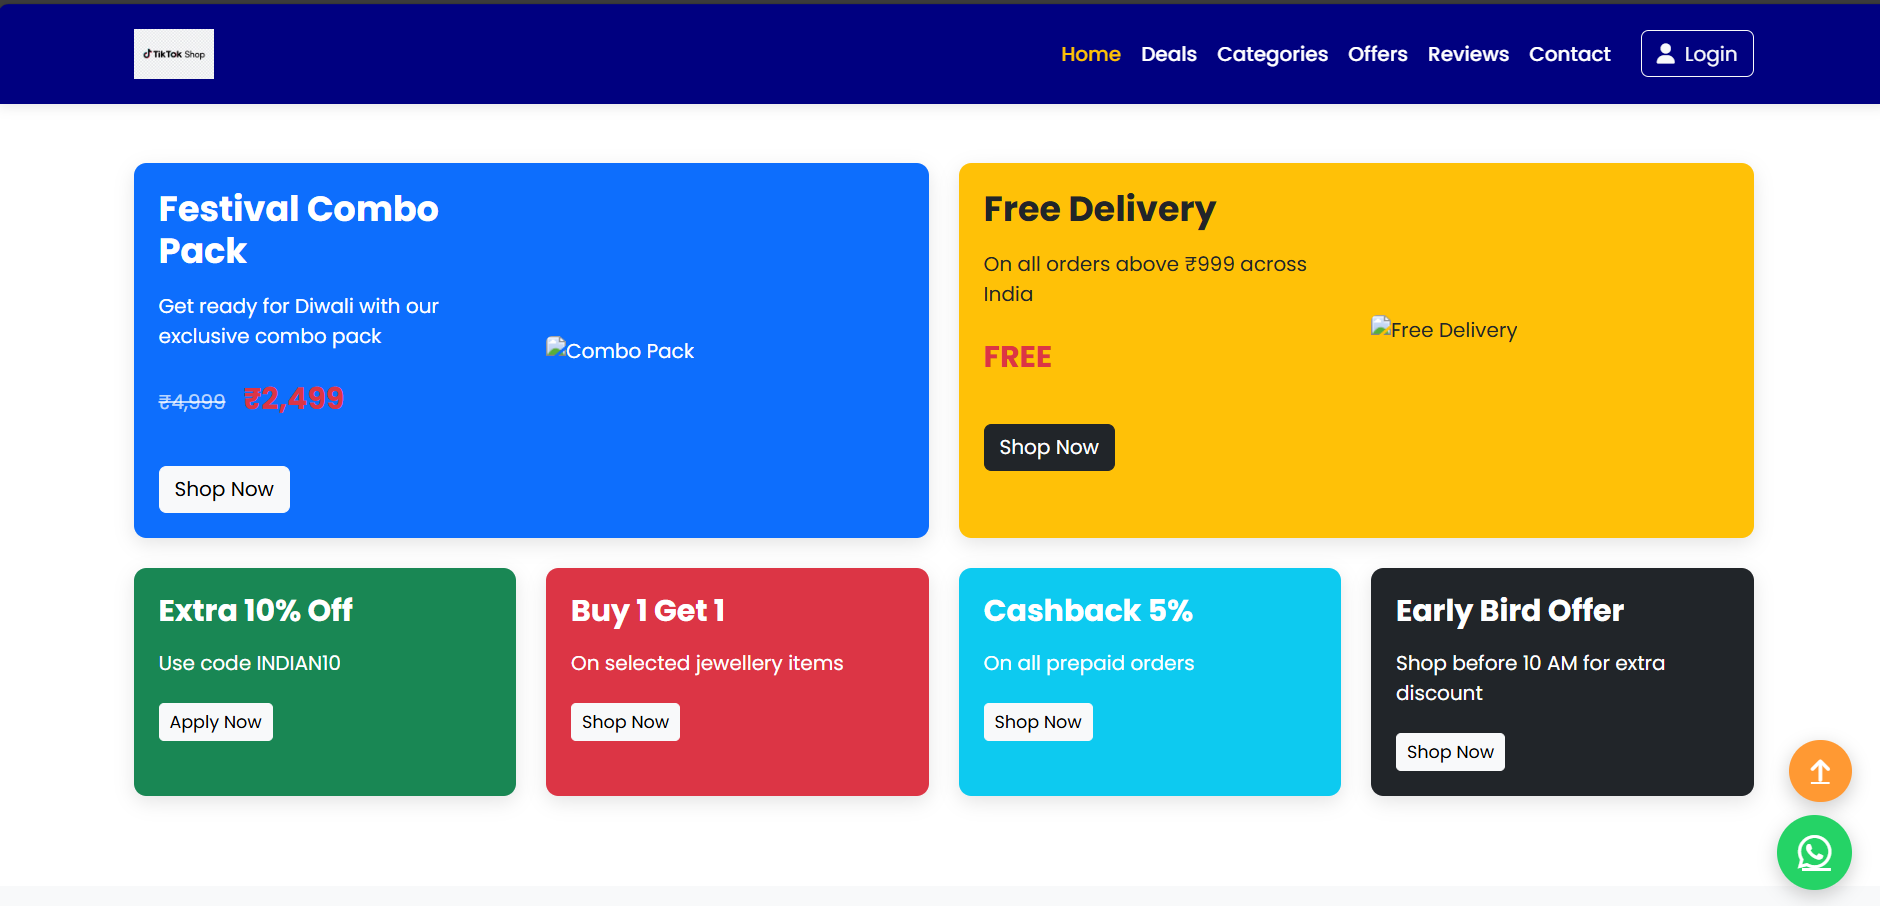 TikTok Shop
Home Deals Categories Offers Reviews Contact Login
Festival Combo
Pack
Get ready for Diwali with our
exclusive combo pack
₹4,999 ₹2,499
Shop Now
Combo Pack
Free Delivery
On all orders above ₹999 across
India
FREE
Shop Now
Free Delivery
Extra 10% Off
Use code INDIAN10
Apply Now
Buy 1 Get 1
On selected jewellery items
Shop Now
Cashback 5%
On all prepaid orders
Shop Now
Early Bird Offer
Shop before 10 AM for extra
discount
Shop Now